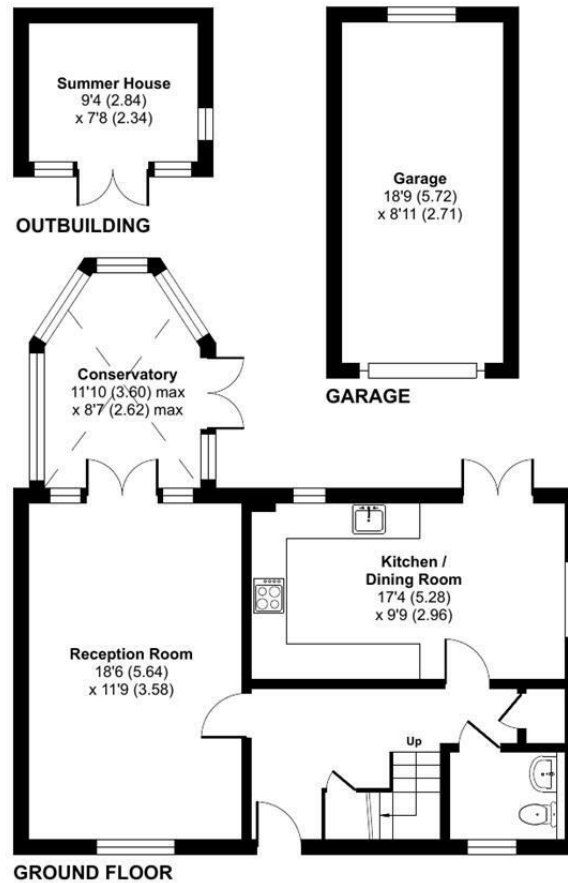 Summer House
9'4 (2.84)
x 7'8 (2.34)
OUTBUILDING
Garage
18'9 (5.72)
x 8'11 (2.71)
GARAGE
Conservatory
11'10 (3.60) max
x 8'7 (2.62) max
Kitchen /
Dining Room
17'4 (5.28)
x 9'9 (2.96)
Reception Room
18'6 (5.64)
x 11'9 (3.58)
Up
GROUND FLOOR